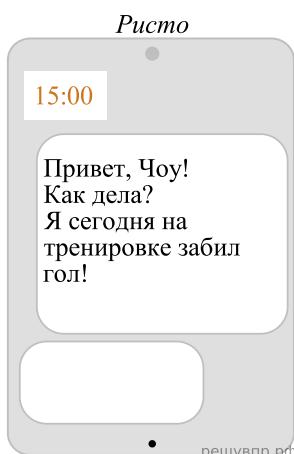 Ристо
15:00
Привет, Чоу!
Как дела?
Я сегодня на
тренировке забил
гол!
решувпр.рф